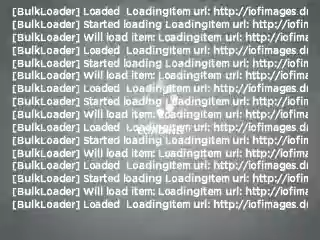 [BulkLoader] Loaded LoadingItem url: http://iofimages.d
[BulkLoader] Started loading LoadingItem url: http://iofi
[BulkLoader] Will load item: LoadingItem url: http://iofima
[BulkLoader] Loaded LoadingItem url: http://iofimages.d
[BulkLoader] Started loading LoadingItem url: http://iofi
[BulkLoader] Will load item: LoadingItem url: http://iofima
[BulkLoader] Loaded LoadingItem url: http://iofimages.d
[BulkLoader] Started loading LoadingItem url: http://iofi
[BulkLoader] Will load item: LoadingItem url: http://iofima
[BulkLoader] Loaded LoadingItem url: http://iofimages.d
[BulkLoader] Started loading LoadingItem url: http://iofi
[BulkLoader] Will load item: LoadingItem url: http://iofima
[BulkLoader] Loaded LoadingItem url: http://iofimages.d
[BulkLoader] Started loading LoadingItem url: http://iofi
[BulkLoader] Will load item: LoadingItem url: http://iofima
[BulkLoader] Loaded LoadingItem url: http://iofimages.d